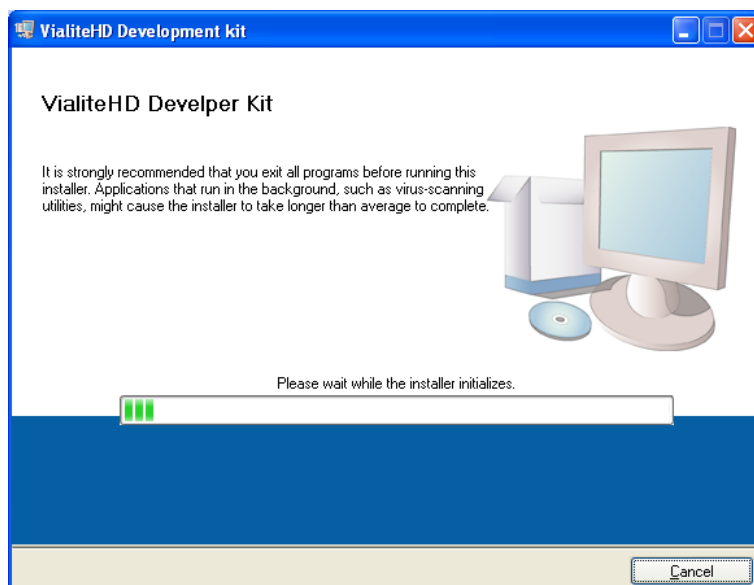 VialiteHD Development kit
VialiteHD Develper Kit
It is strongly recommended that you exit all programs before running this
installer. Applications that run in the background, such as virus-scanning
utilities, might cause the installer to take longer than average to complete.
Please wait while the installer initializes.
Cancel